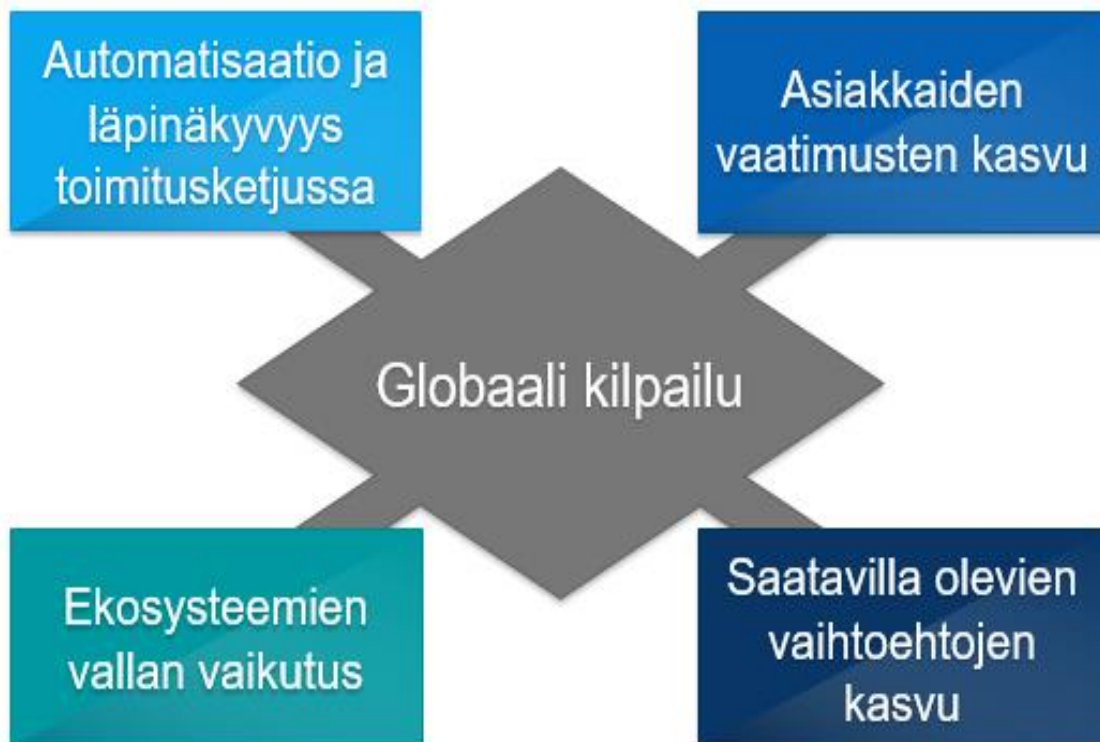 Automatisaatio ja
läpinäkyvyys
toimitusketjussa
Asiakkaiden
vaatimusten kasvu
Globaali kilpailu
Ekosysteemien
vallan vaikutus
Saatavilla olevien
vaihtoehtojen
kasvu